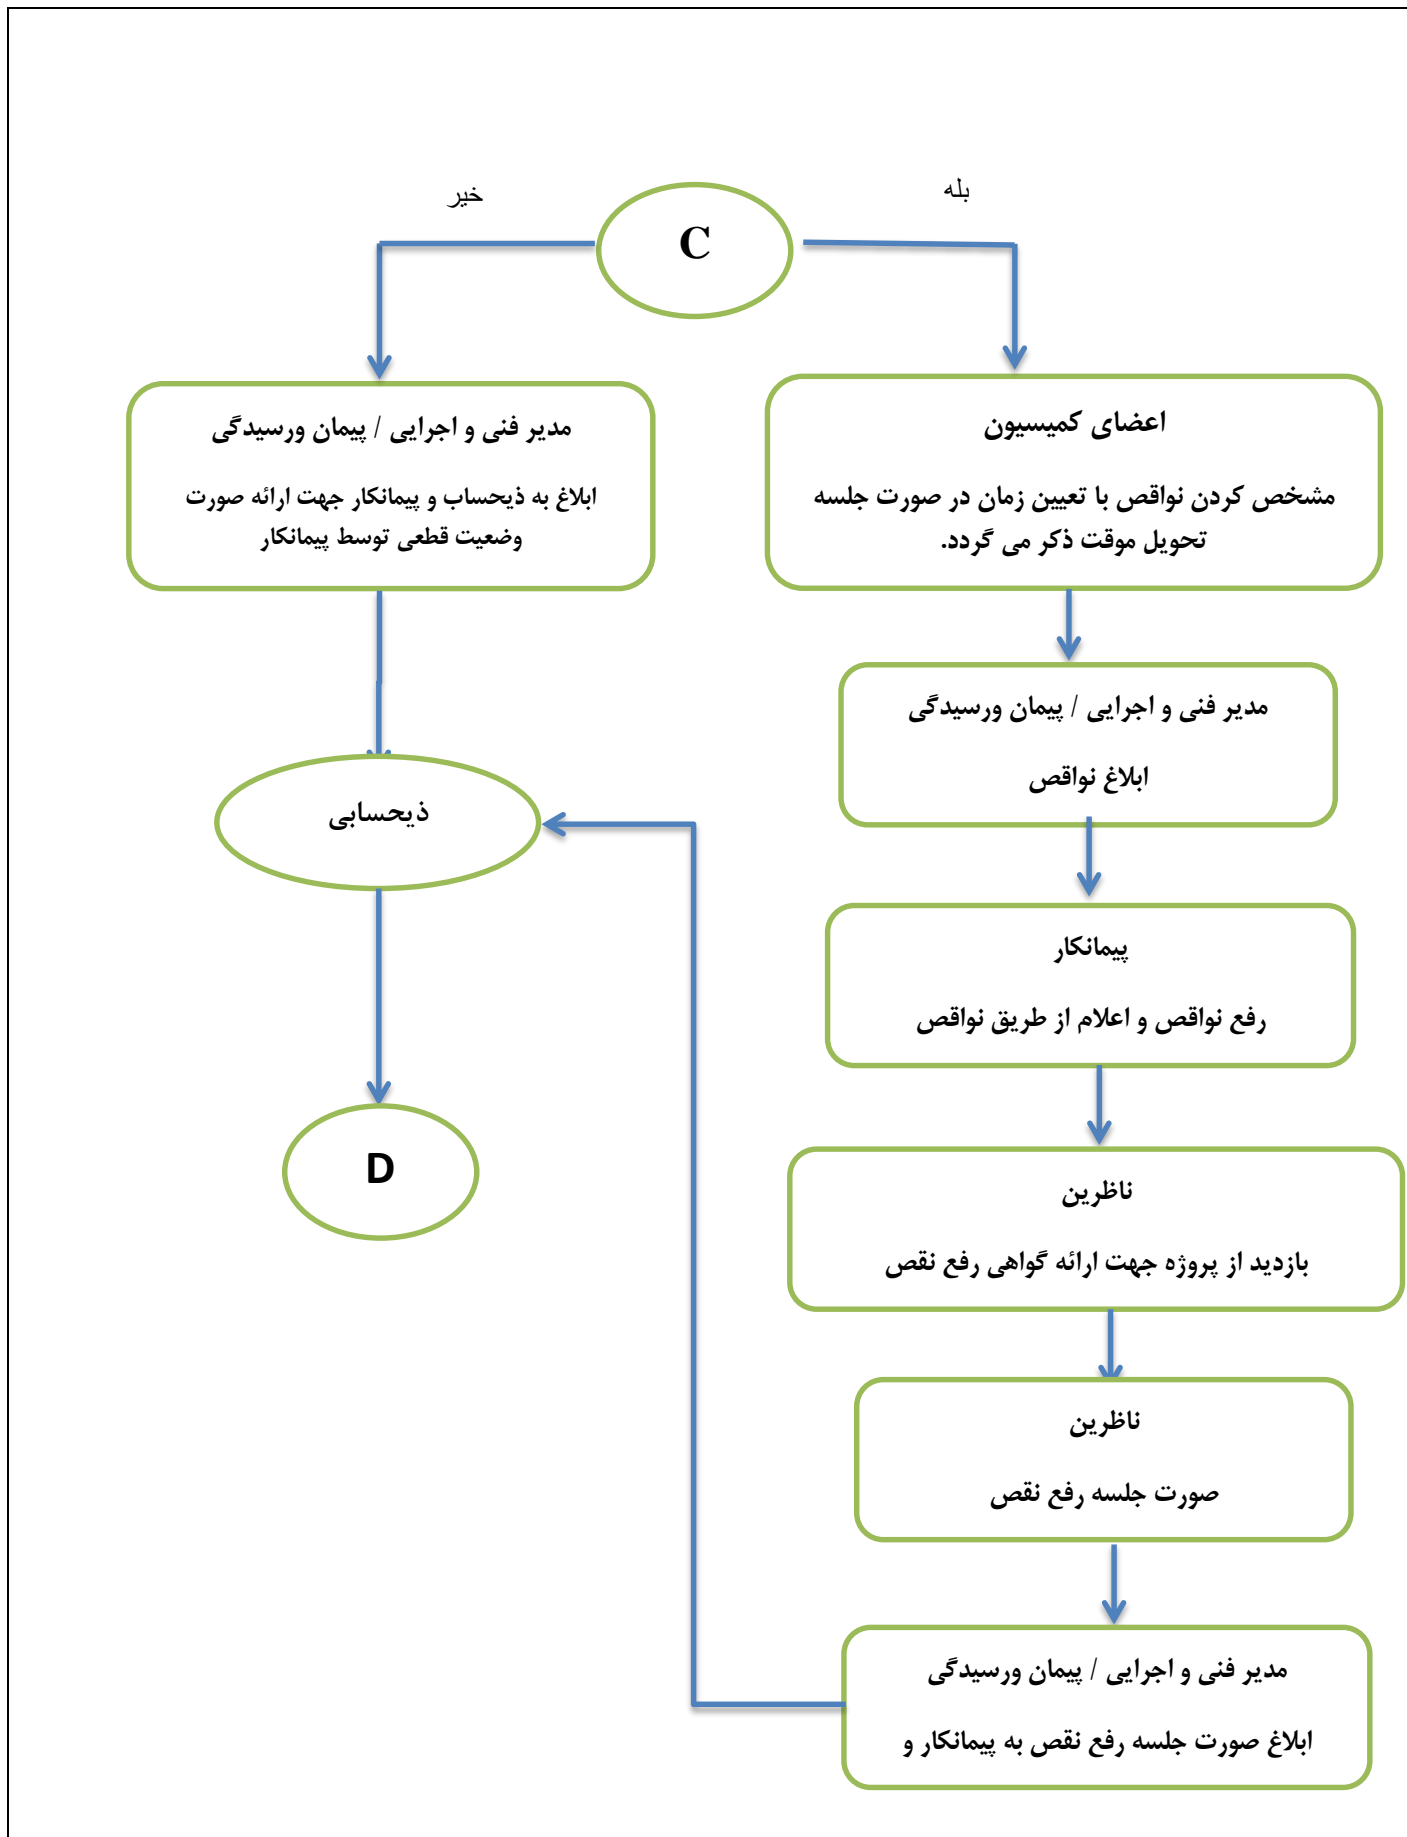 بله
خیر
C
اعضای کمیسیون
مشخص کردن نواقص با تعیین زمان در صورت جلسه
تحویل موقت ذکر می گردد.
مدیر فنی و اجرایی / پیمان ورسیدگی
ابلاغ به ذیحساب و پیمانکار جهت ارائه صورت
وضعیت قطعی توسط پیمانکار
مدیر فنی و اجرایی / پیمان ورسیدگی
ابلاغ نواقص
ذیحسابی
پیمانکار
رفع نواقص و اعلام از طریق نواقص
D
ناظرین
بازدید از پروژه جهت ارائه گواهی رفع نقص
ناظرین
صورت جلسه رفع نقص
مدیر فنی و اجرایی / پیمان ورسیدگی
ابلاغ صورت جلسه رفع نقص به پیمانکار و